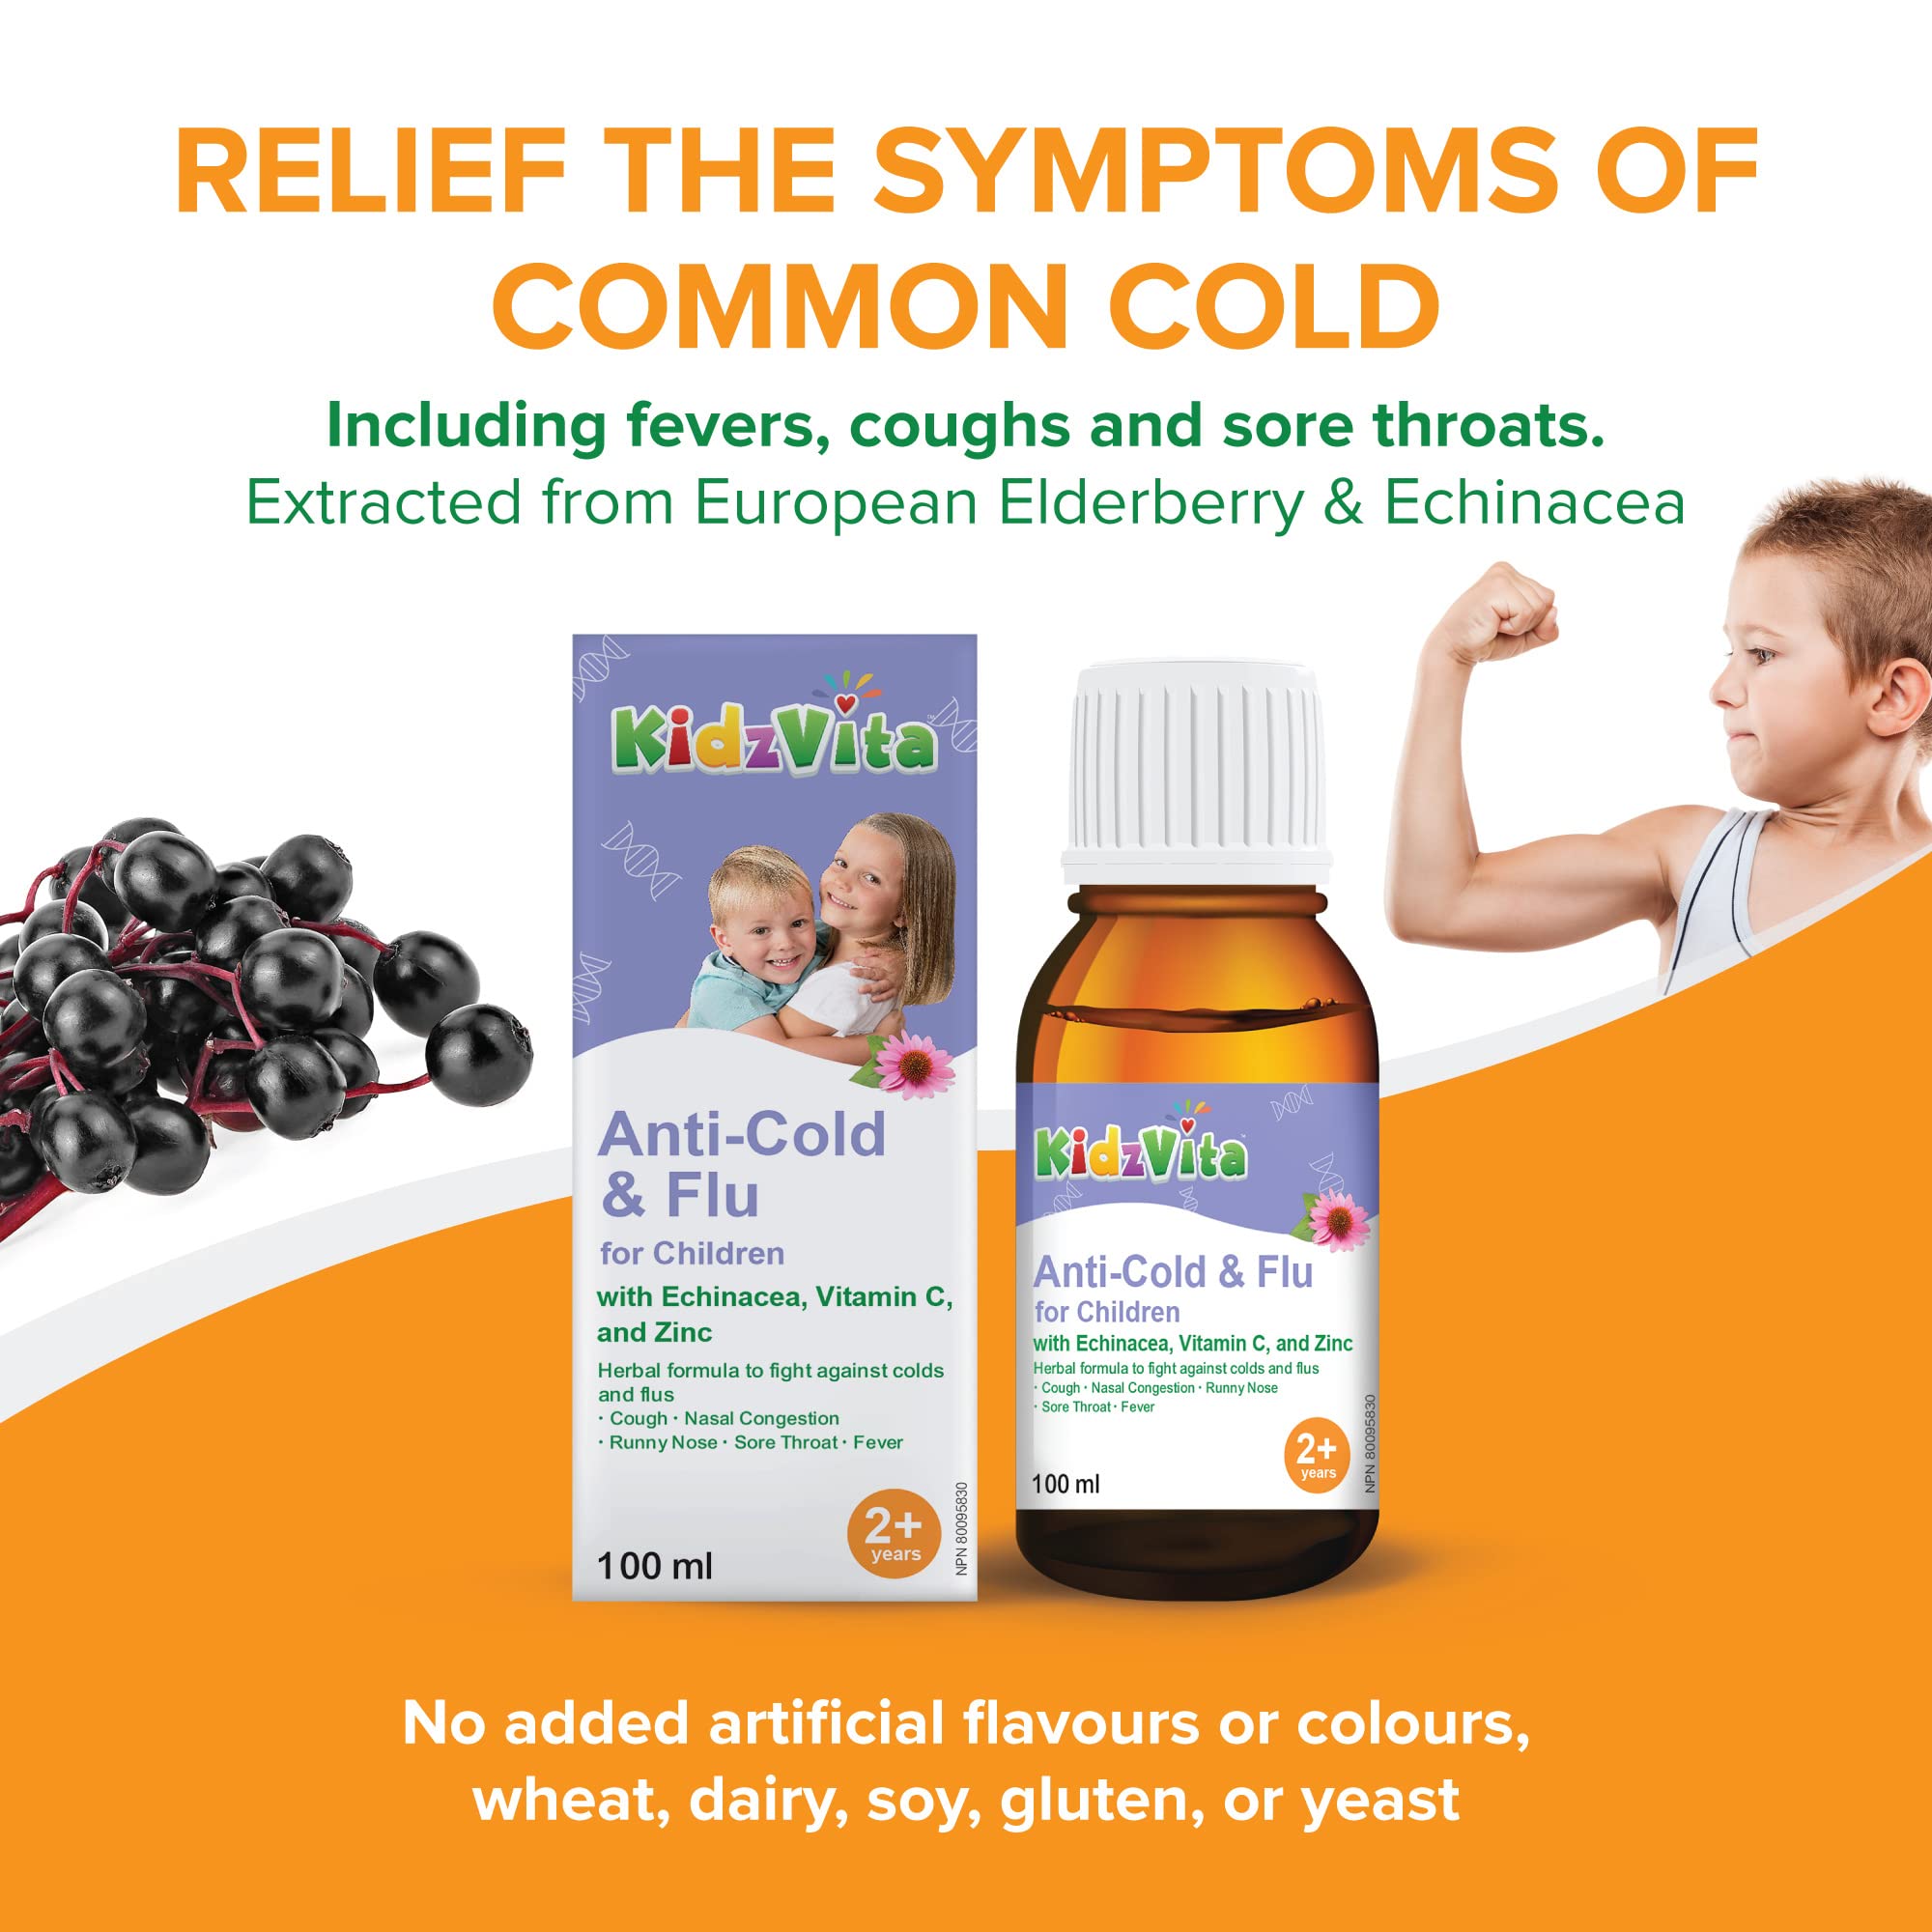 RELIEF THE SYMPTOMS OF
COMMON COLD
Including fevers, coughs and sore throats.
Extracted from European Elderberry & Echinacea
KidzVita™
Anti-Cold
& Flu
for Children
with Echinacea, Vitamin C,
and Zinc
Herbal formula to fight against colds
and flus
· Cough · Nasal Congestion
· Runny Nose · Sore Throat · Fever
2+
years
100 ml
NPN 80095830
KidzVita™
Anti-Cold & Flu
for Children
with Echinacea, Vitamin C, and Zinc
Herbal formula to fight against colds and flus
· Cough · Nasal Congestion · Runny Nose
· Sore Throat · Fever
2+
years
100 ml
NPN 80095830
No added artificial flavours or colours,
wheat, dairy, soy, gluten, or yeast